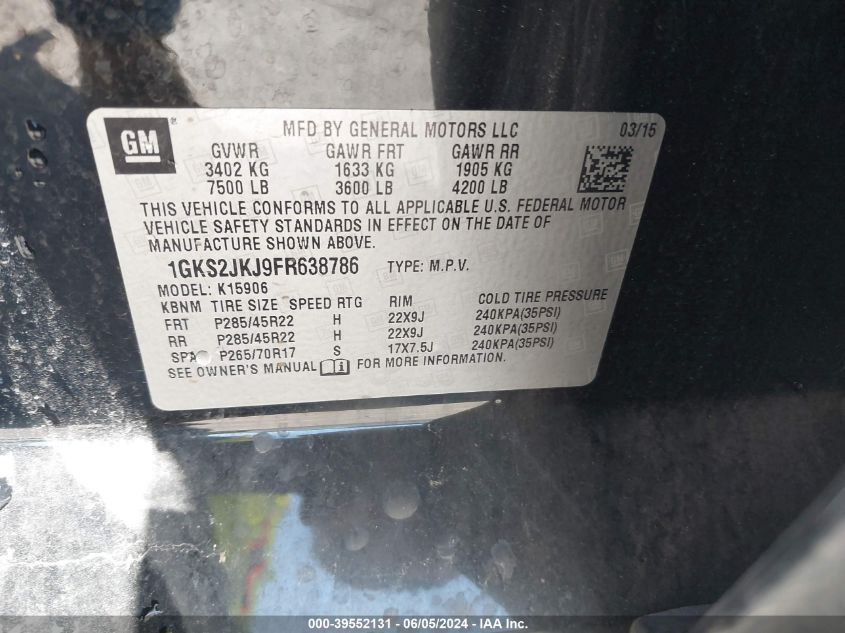 GM ®
MFD BY GENERAL MOTORS LLC 03/15
GVWR GAWR FRT GAWR RR
3402 KG 1633 KG 1905 KG
7500 LB 3600 LB 4200 LB
THIS VEHICLE CONFORMS TO ALL APPLICABLE U.S. FEDERAL MOTOR
VEHICLE SAFETY STANDARDS IN EFFECT ON THE DATE OF
MANUFACTURE SHOWN ABOVE.
1GKS2JKJ9FR638786 TYPE: M.P.V.
MODEL: K15906
KBNM TIRE SIZE SPEED RTG RIM COLD TIRE PRESSURE
FRT P285/45R22 H 22X9J 240KPA(35PSI)
RR P285/45R22 H 22X9J 240KPA(35PSI)
SPA P265/70R17 S 17X7.5J 240KPA(35PSI)
SEE OWNER'S MANUAL i FOR MORE INFORMATION.
000-39552131 - 06/05/2024 - IAA Inc.